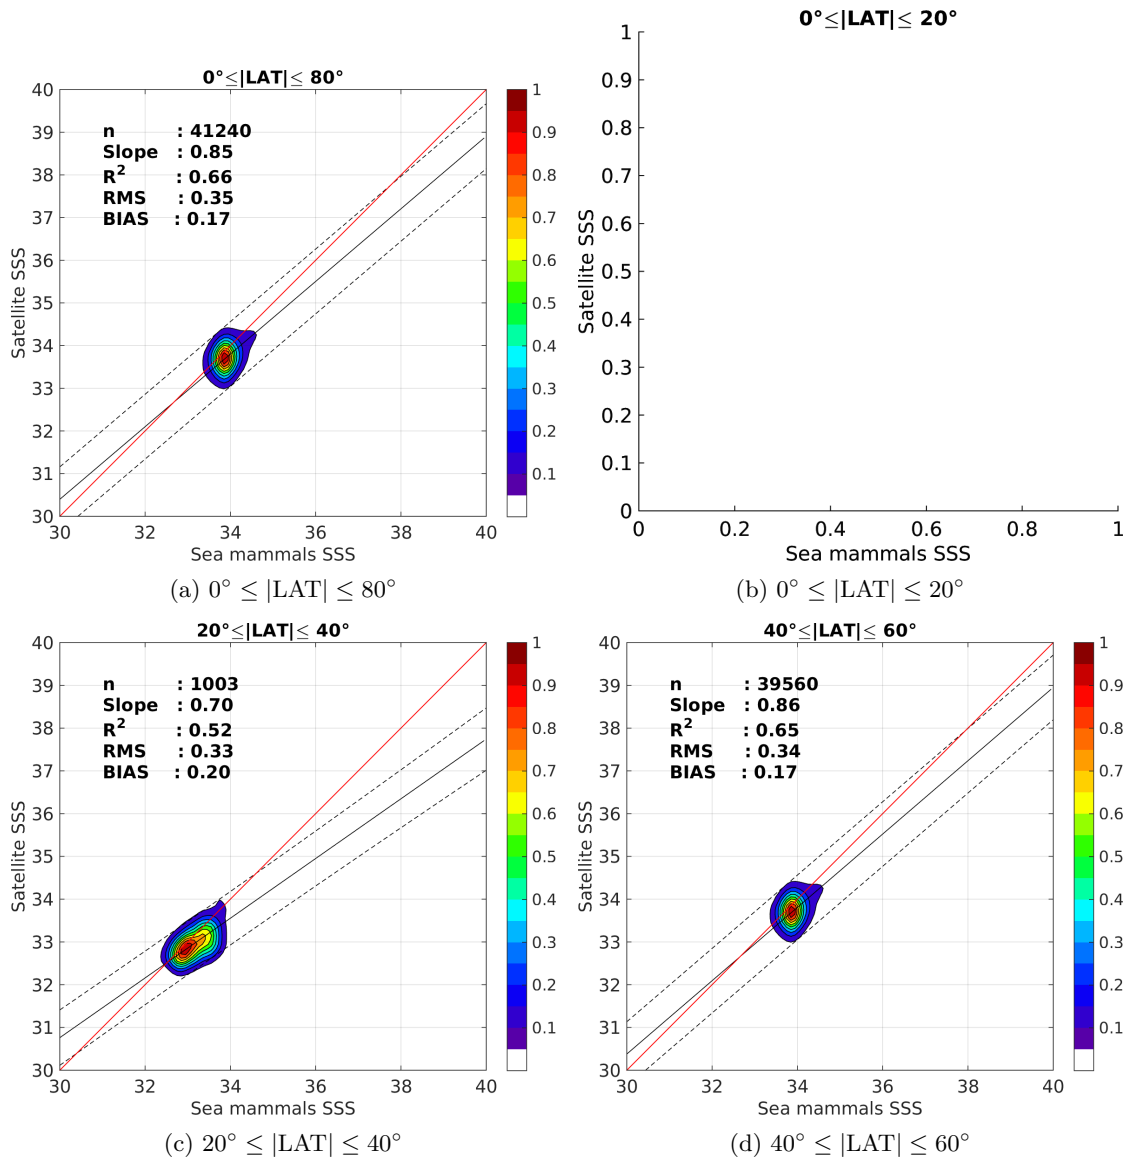 0°≤|LAT|≤ 80°
n : 41240
Slope : 0.85
R² : 0.66
RMS : 0.35
BIAS : 0.17
40
39
38
37
36
35
34
33
32
31
30
30 32 34 36 38 40
Satellite SSS
Sea mammals SSS
1
0.9
0.8
0.7
0.6
0.5
0.4
0.3
0.2
0.1
(a) 0° ≤ |LAT| ≤ 80°
0°≤|LAT|≤ 20°
1
0.9
0.8
0.7
0.6
0.5
0.4
0.3
0.2
0.1
0
0 0.2 0.4 0.6 0.8 1
Satellite SSS
Sea mammals SSS
(b) 0° ≤ |LAT| ≤ 20°
20°≤|LAT|≤ 40°
n : 1003
Slope : 0.70
R² : 0.52
RMS : 0.33
BIAS : 0.20
40
39
38
37
36
35
34
33
32
31
30
30 32 34 36 38 40
Satellite SSS
Sea mammals SSS
1
0.9
0.8
0.7
0.6
0.5
0.4
0.3
0.2
0.1
(c) 20° ≤ |LAT| ≤ 40°
40°≤|LAT|≤ 60°
n : 39560
Slope : 0.86
R² : 0.65
RMS : 0.34
BIAS : 0.17
40
39
38
37
36
35
34
33
32
31
30
30 32 34 36 38 40
Satellite SSS
Sea mammals SSS
1
0.9
0.8
0.7
0.6
0.5
0.4
0.3
0.2
0.1
(d) 40° ≤ |LAT| ≤ 60°